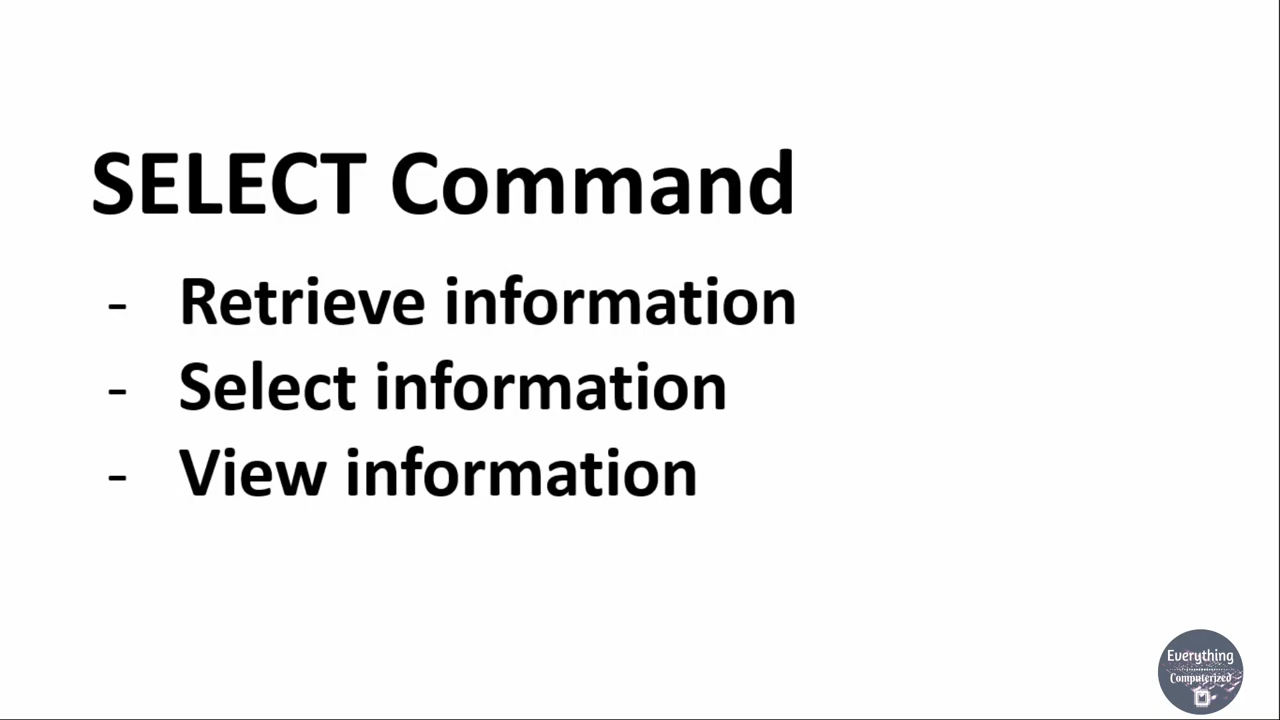 SELECT Command
- Retrieve information
- Select information
- View information
Everything
Computerized